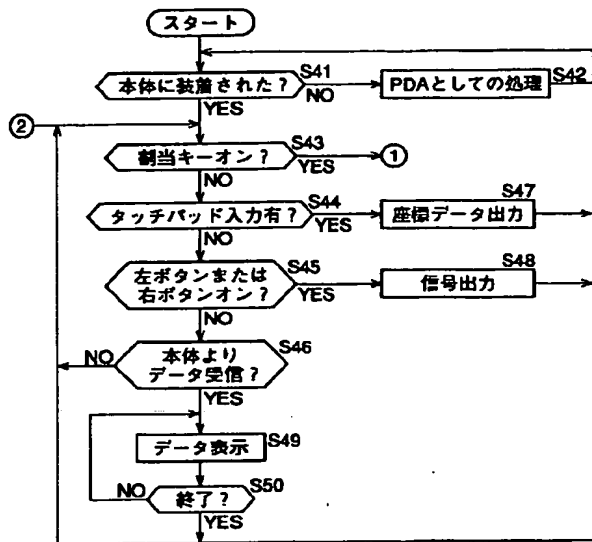 スタート
本体に装着された？
S41
NO
YES
PDAとしての処理
S42
②
割当キーオン？
S43
YES
①
NO
タッチパッド入力有？
S44
YES
座標データ出力
S47
NO
左ボタンまたは
右ボタンオン？
S45
YES
信号出力
S48
NO
本体より
データ受信？
S46
NO
YES
データ表示
S49
終了？
S50
NO
YES